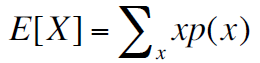 E[X] = ∑ₓ xp(x)